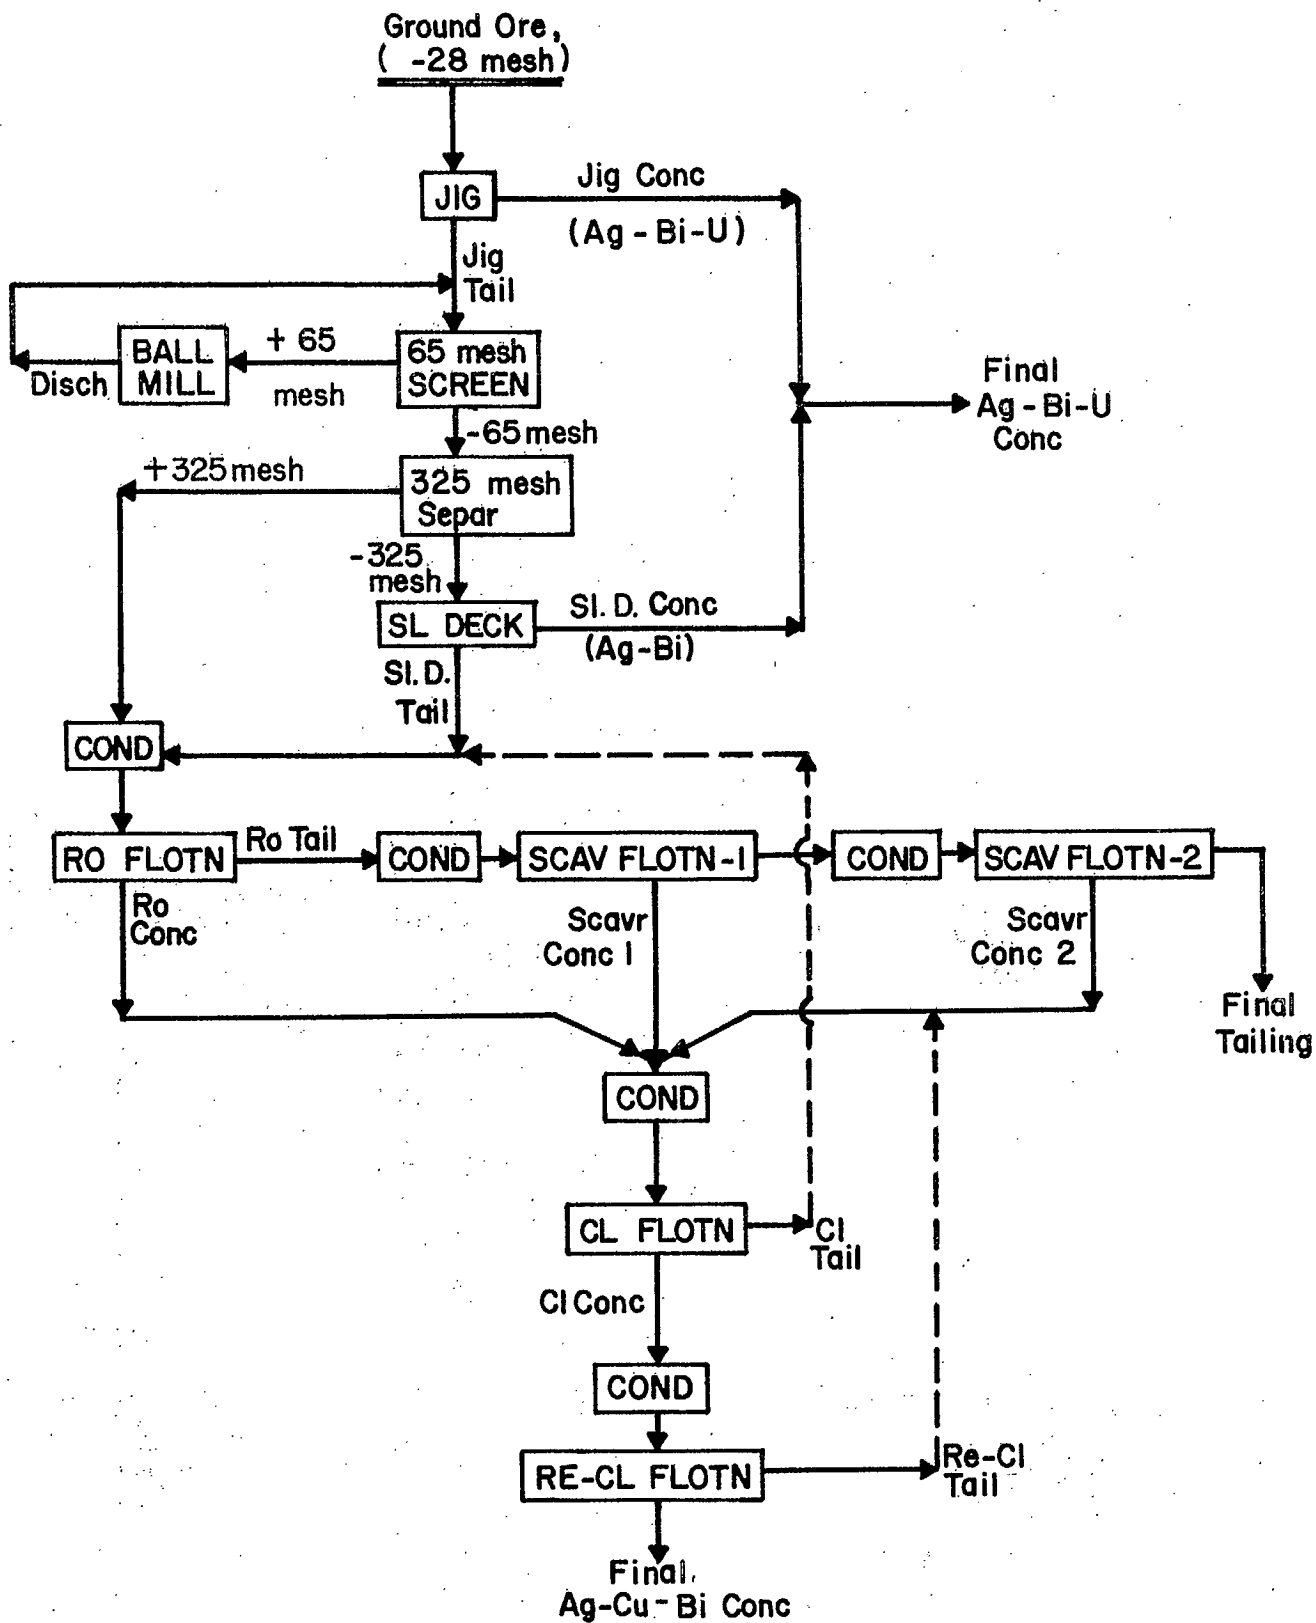 Ground Ore,
( -28 mesh)
JIG
Jig Conc
(Ag-Bi-U)
Jig
Tail
BALL
MILL
Disch
+ 65
mesh
65 mesh
SCREEN
Final
Ag-Bi-U
Conc
-65 mesh
+325 mesh
325 mesh
Separ
-325
mesh
SL DECK
Sl. D. Conc
(Ag-Bi)
Sl. D.
Tail
COND
RO FLOTN
Ro Tail
COND
SCAV FLOTN-1
COND
SCAV FLOTN-2
Ro
Conc
Scavr
Conc 1
Scavr
Conc 2
Final
Tailing
COND
CL FLOTN
Cl
Tail
Cl Conc
COND
RE-CL FLOTN
Re-Cl
Tail
Final
Ag-Cu-Bi Conc